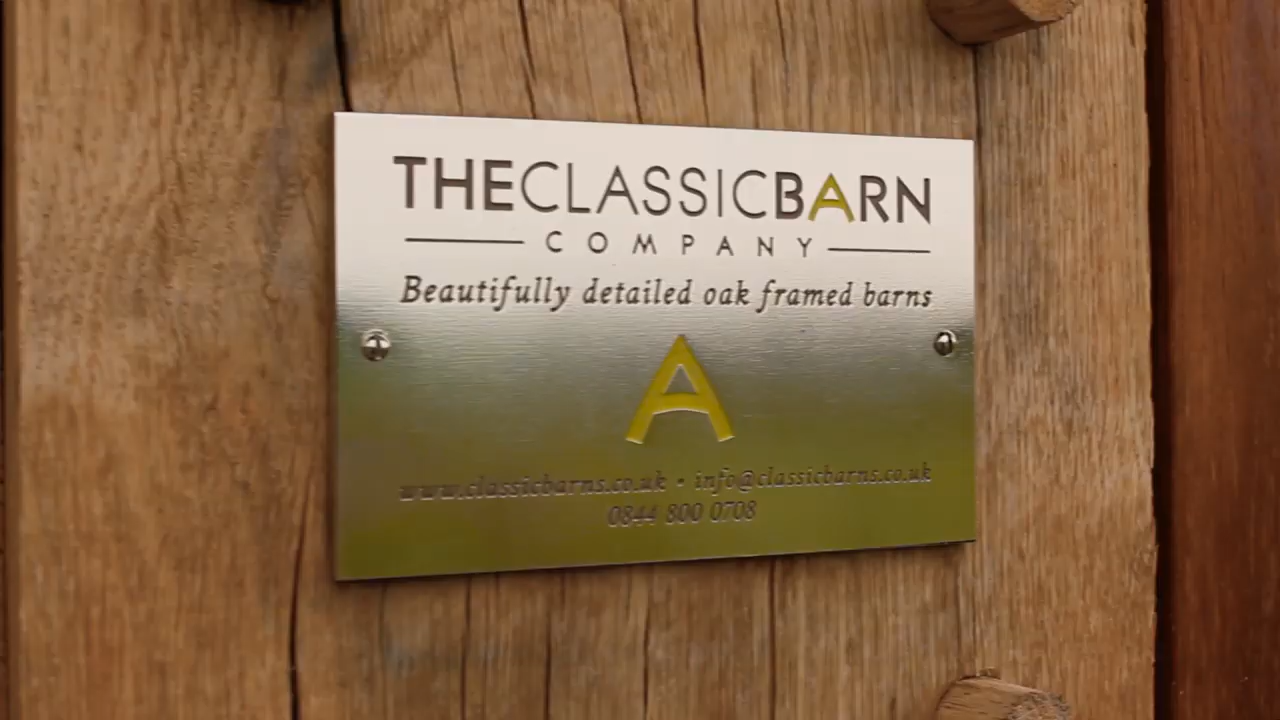 THECLASSICBARN
COMPANY
Beautifully detailed oak framed barns
A
www.classicbarns.co.uk • info@classicbarns.co.uk
0844 800 0708